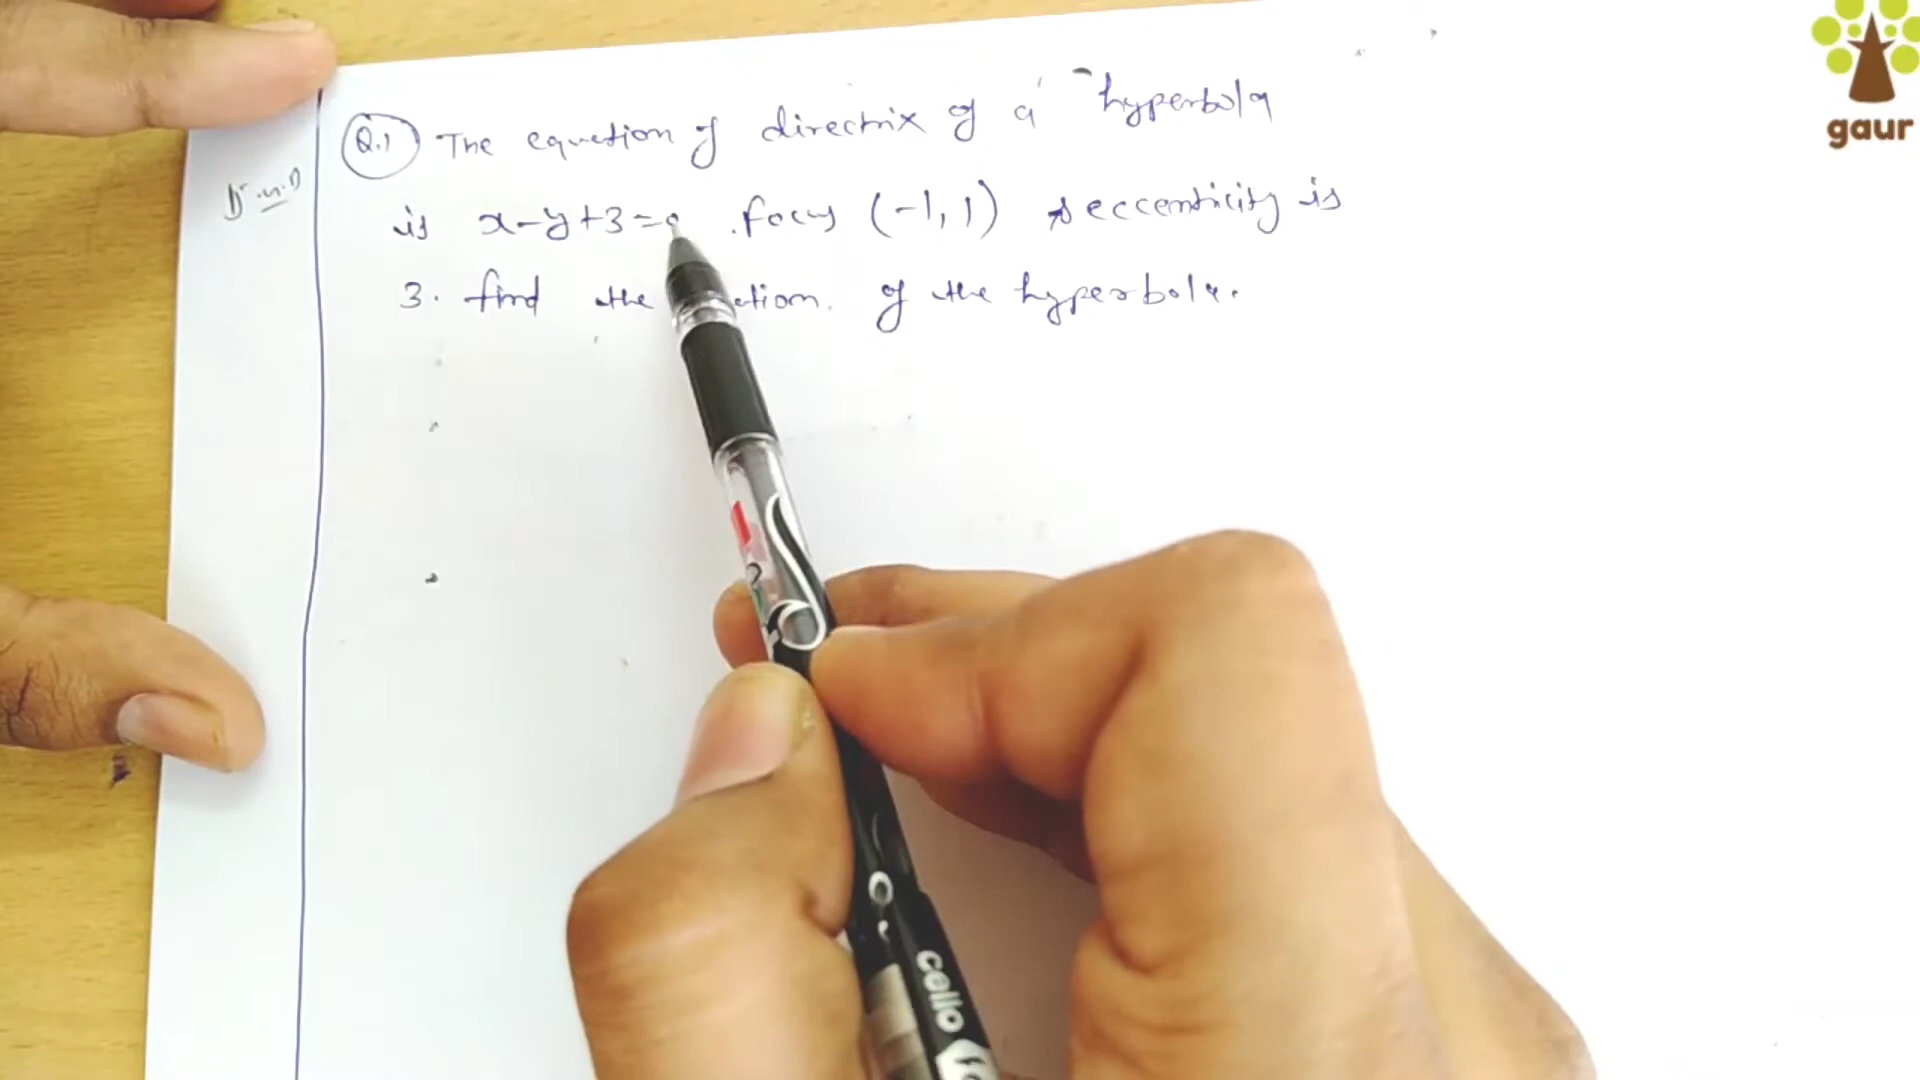 Q.1 The equation of directrix of a hyperbola
is x-y+3=0 . focus (-1, 1) & eccentricity is
3. find the of the hyperbola.
gaur
cello